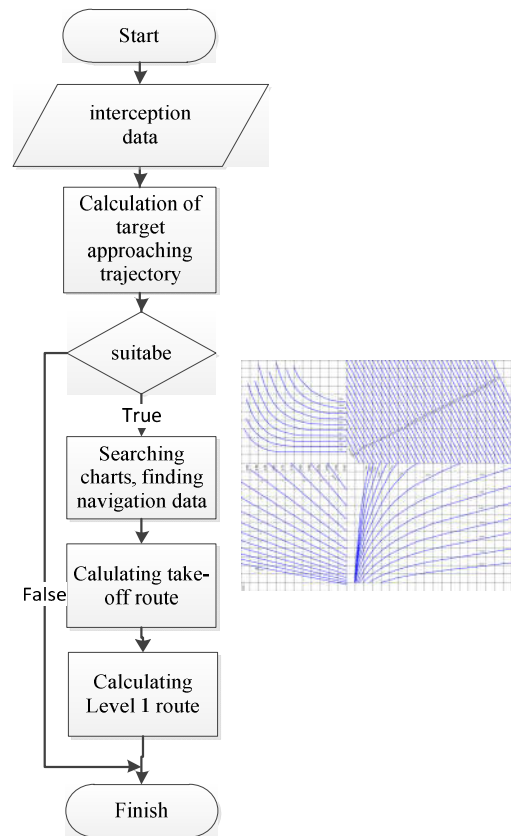 Start
interception
data
Calculation of
target
approaching
trajectory
suitabe
True
Searching
charts, finding
navigation data
Calulating take-
off route
False
Calculating
Level 1 route
Finish